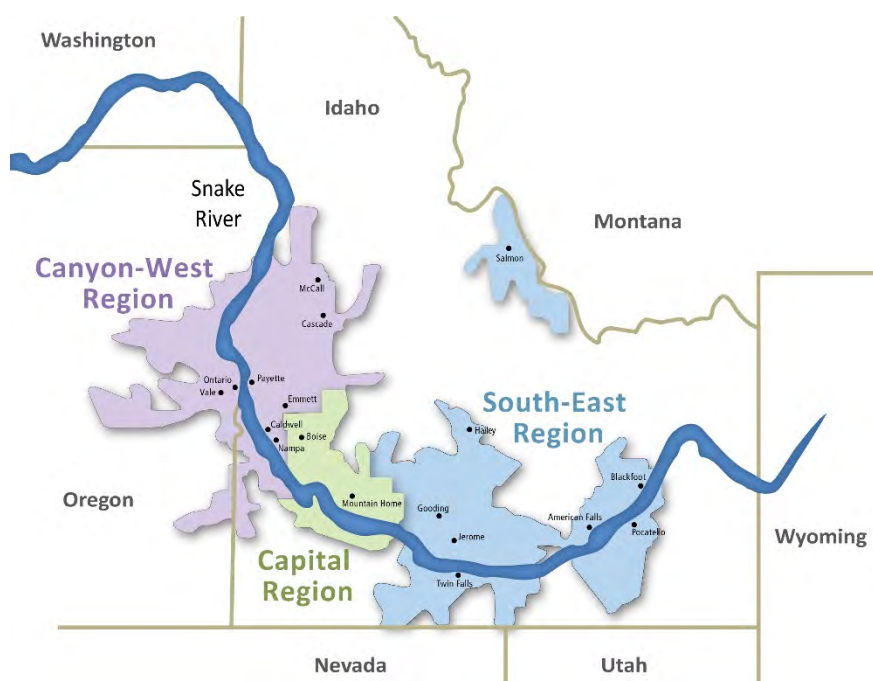 Washington
Idaho
Snake
River
Montana
Salmon
Canyon-West
Region
McCall
Cascade
Ontario
Payette
Vale
Emmett
South-East
Region
Caldwell
Boise
Nampa
Hailey
Blackfoot
Oregon
Mountain Home
Gooding
American Falls
Pocatello
Wyoming
Jerome
Capital
Region
Twin Falls
Nevada
Utah